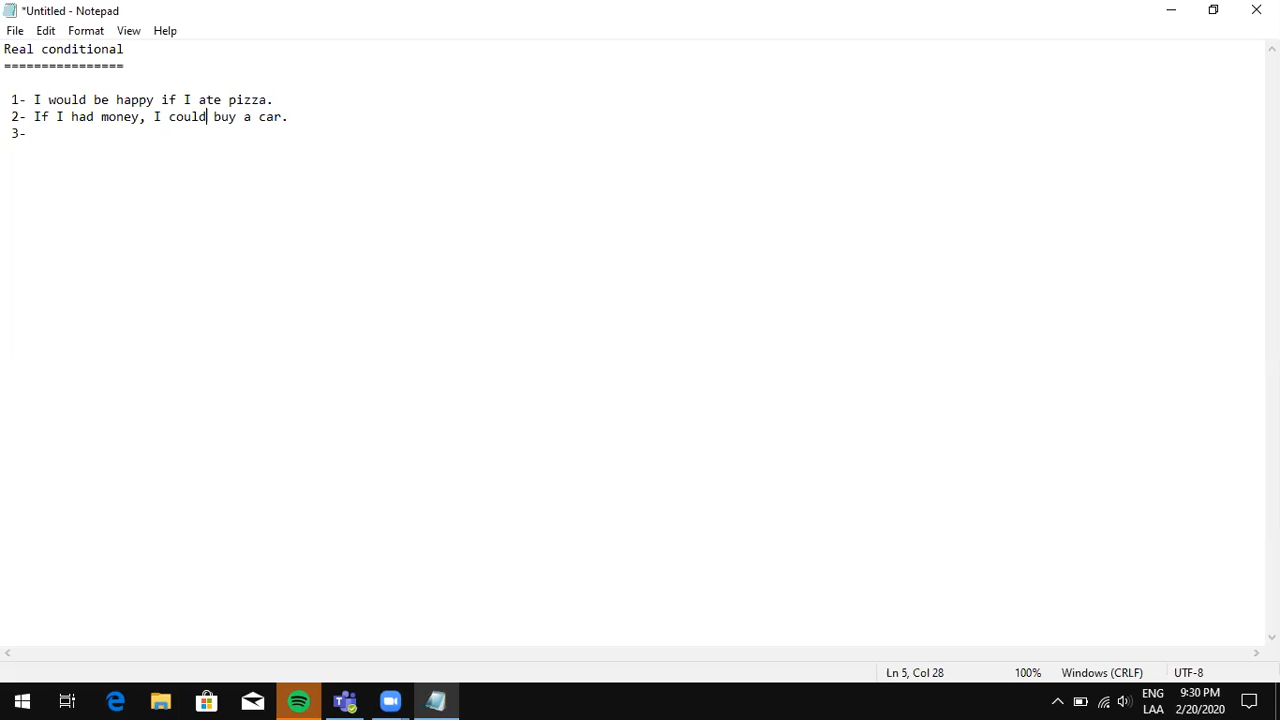 *Untitled - Notepad
File Edit Format View Help
Real conditional
================
1- I would be happy if I ate pizza.
2- If I had money, I could buy a car.
3-
Ln 5, Col 28 100% Windows (CRLF) UTF-8
ENG 9:30 PM
LAA 2/20/2020